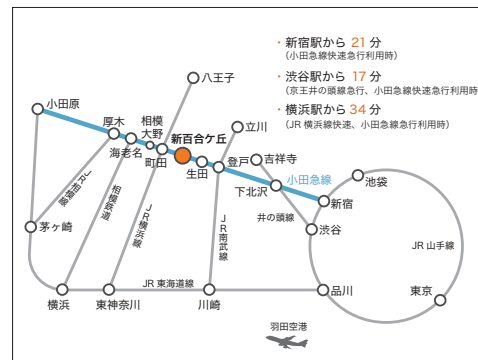 ・新宿駅から 21 分
（小田急線快速急行利用時）
・渋谷駅から 17 分
（京王井の頭線急行、小田急線快速急行利用時）
・横浜駅から 34 分
（JR 横浜線快速、小田急線急行利用時）
八王子
小田原
厚木
相模
大野
新百合ケ丘
立川
海老名
町田
生田
登戸
吉祥寺
小田急線
池袋
下北沢
新宿
JR相模線
相模鉄道
JR横浜線
JR南武線
井の頭線
渋谷
茅ヶ崎
JR 山手線
JR 東海道線
横浜
東神奈川
川崎
品川
東京
羽田空港